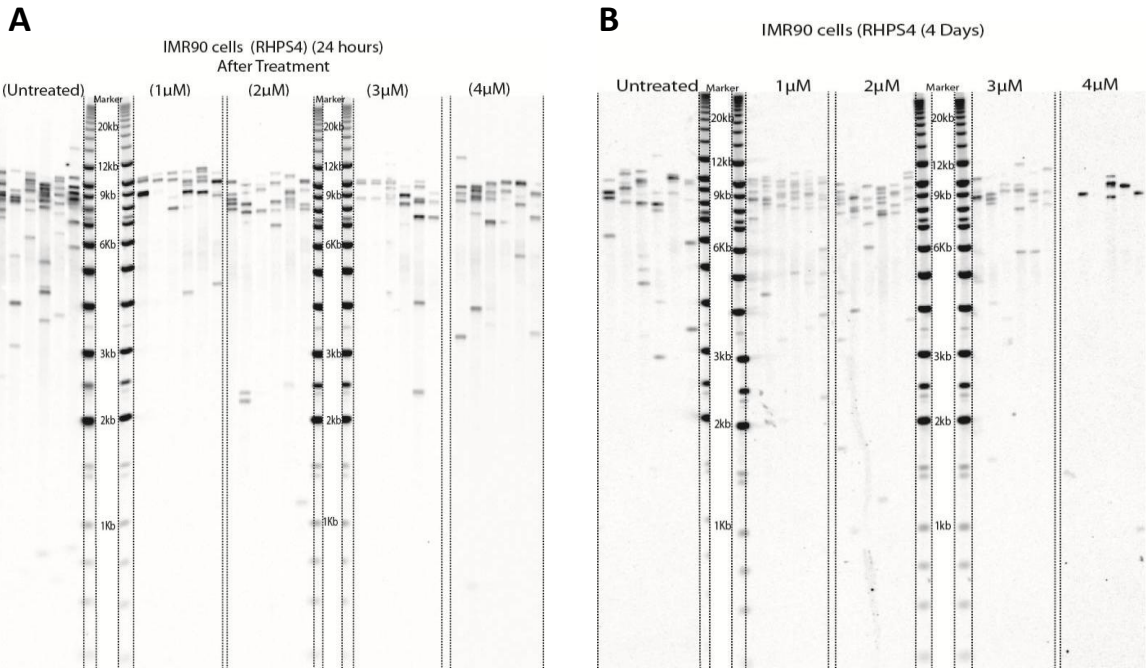 A
IMR90 cells (RHPS4) (24 hours)
After Treatment
(Untreated)
Marker
(1µM)
(2µM)
Marker
(3µM)
(4µM)
20kb
12kb
9kb
6Kb
3kb
2kb
1Kb
20kb
12kb
9kb
6Kb
3kb
2kb
1Kb
B
IMR90 cells (RHPS4 (4 Days)
Untreated
Marker
1µM
2µM
Marker
3µM
4µM
20kb
12kb
9kb
6Kb
3kb
2kb
1Kb
20kb
12kb
9kb
6Kb
3kb
2kb
1kb